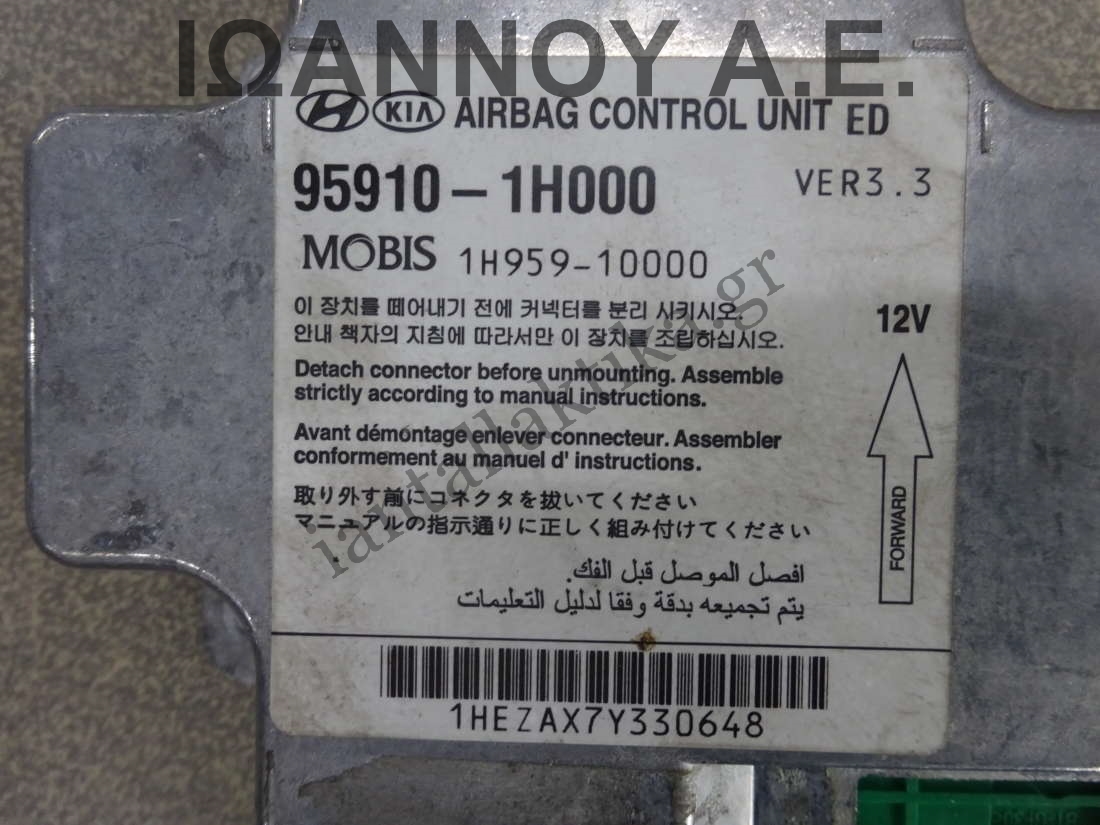 ΙΩΑΝΝΟΥ Α.Ε.
KIA AIRBAG CONTROL UNIT ED
95910-1H000 VER3.3
MOBIS 1H959-10000
이 장치를 떼어내기 전에 커넥터를 분리 시키시오.
안내 책자의 지침에 따라서만 이 장치를 조립하십시오.
12V
Detach connector before unmounting. Assemble
strictly according to manual instructions.
Avant démontage enlever connecteur. Assembler
conformement au manuel d' instructions.
取り外す前にコネクタを抜いてください
マニュアルの指示通りに正しく組み付けてください
FORWARD
افصل الموصل قبل الفك.
يتم تجميعه بدقة وفقا لدليل التعليمات
1HEZAX7Y330648
iantallaktika.gr